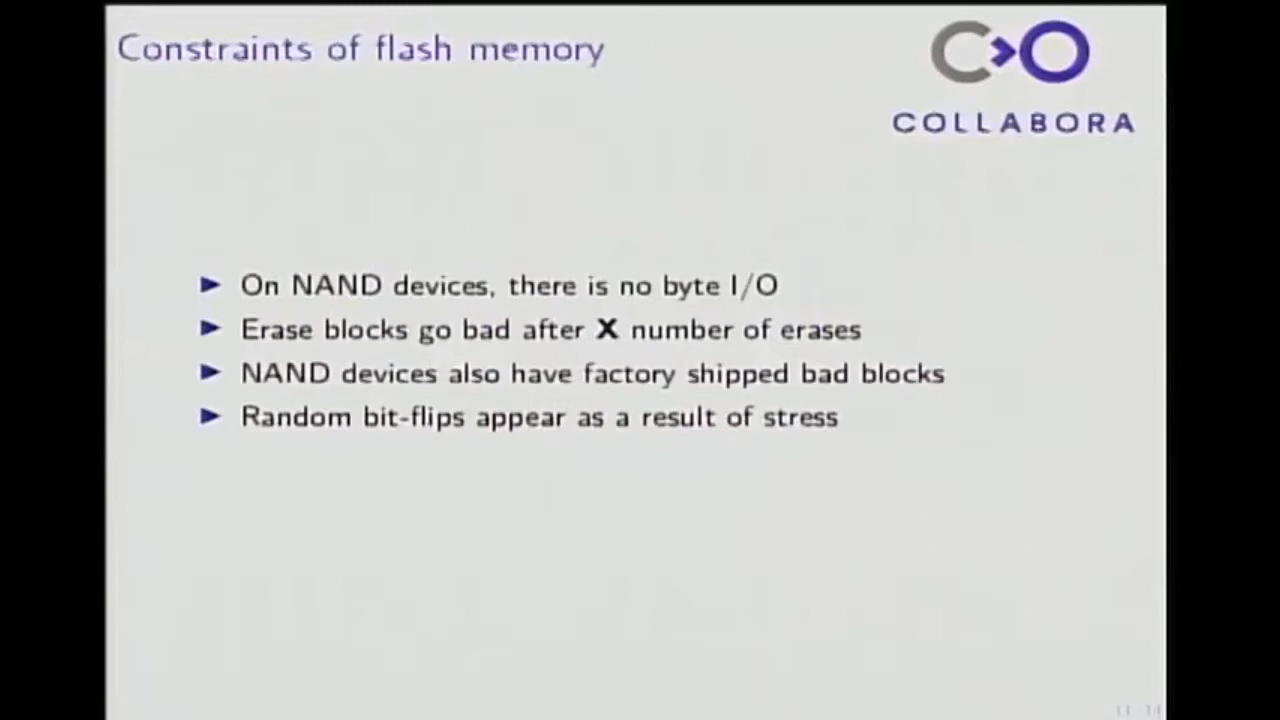 Constraints of flash memory
COLLABORA
On NAND devices, there is no byte I/O
Erase blocks go bad after X number of erases
NAND devices also have factory shipped bad blocks
Random bit-flips appear as a result of stress